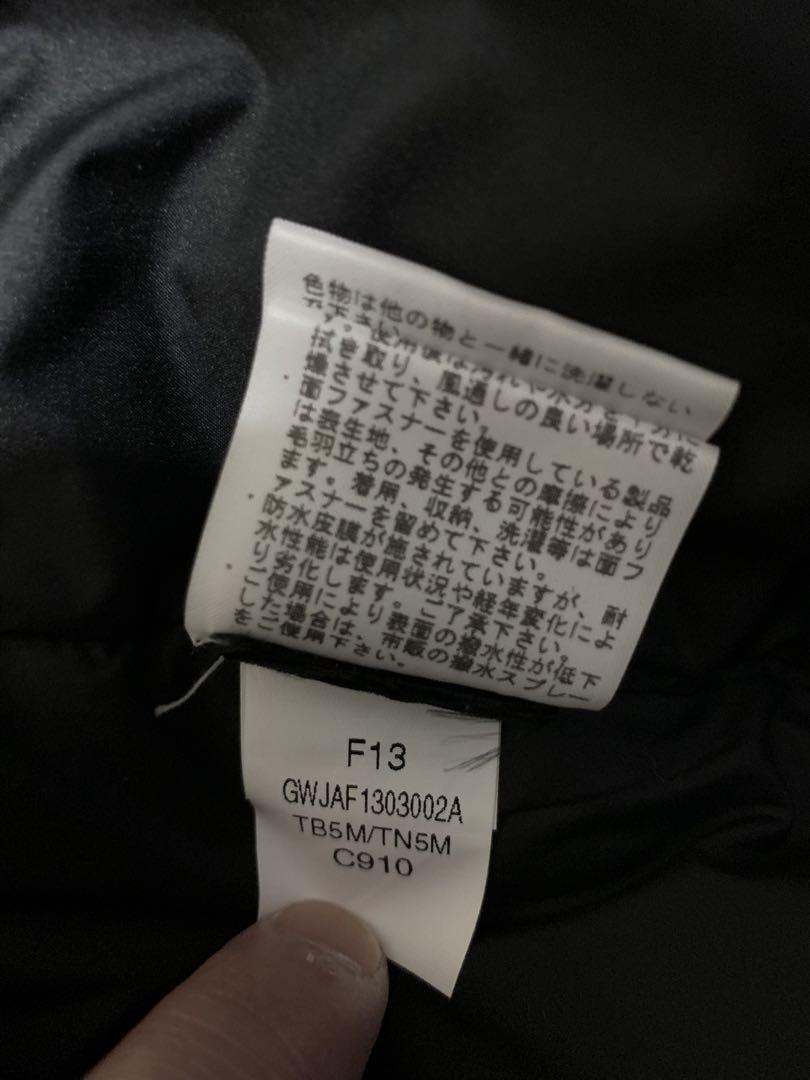 色物は他の物と一緒に洗濯しない
で下さい。
拭き取り、風通しの良い場所で乾
燥させて下さい。
・面ファスナーを使用している製品
は表生地、その他との摩擦により
毛羽立ちの発生する可能性があり
ます。着用、収納、洗濯等は面フ
ァスナーを留めて下さい。
・防水皮膜が施されていますが、耐
水性能は使用状況や経年変化によ
り劣化します。ご了承下さい。
・ご使用により表面の撥水性が低下
した場合は、市販の撥水スプレー
をご使用下さい。
F13
GWJAF1303002A
TB5M/TN5M
C910